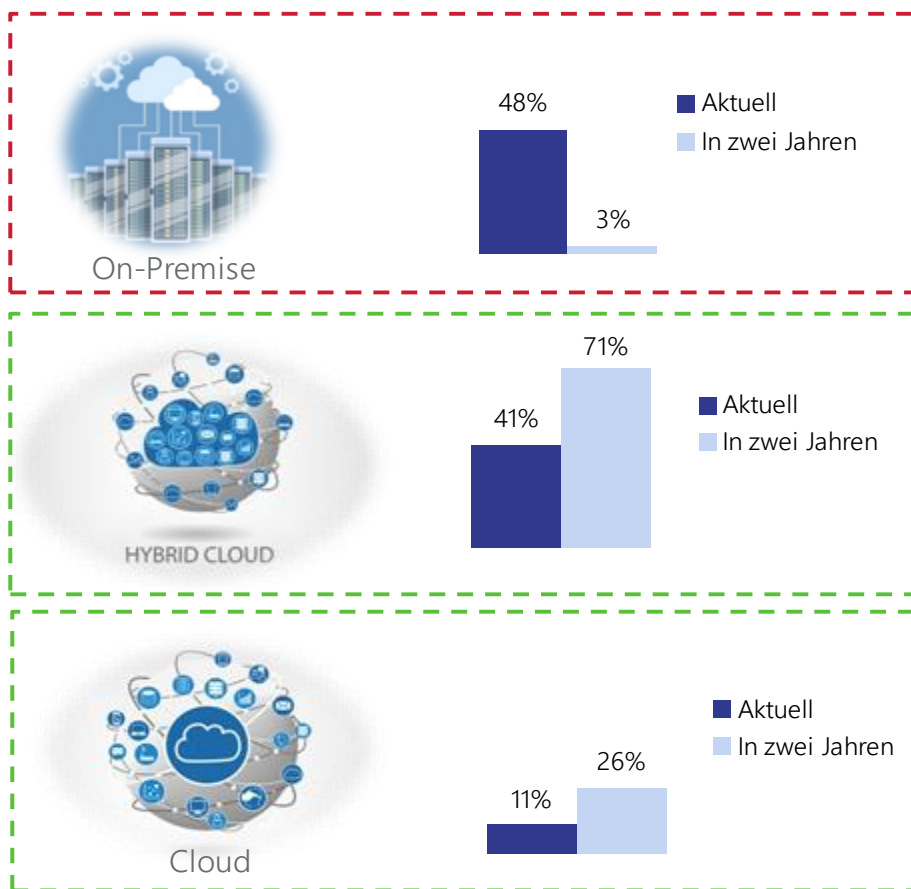 48%
3%
Aktuell
In zwei Jahren
On-Premise
71%
41%
Aktuell
In zwei Jahren
HYBRID CLOUD
Aktuell
In zwei Jahren
26%
11%
Cloud